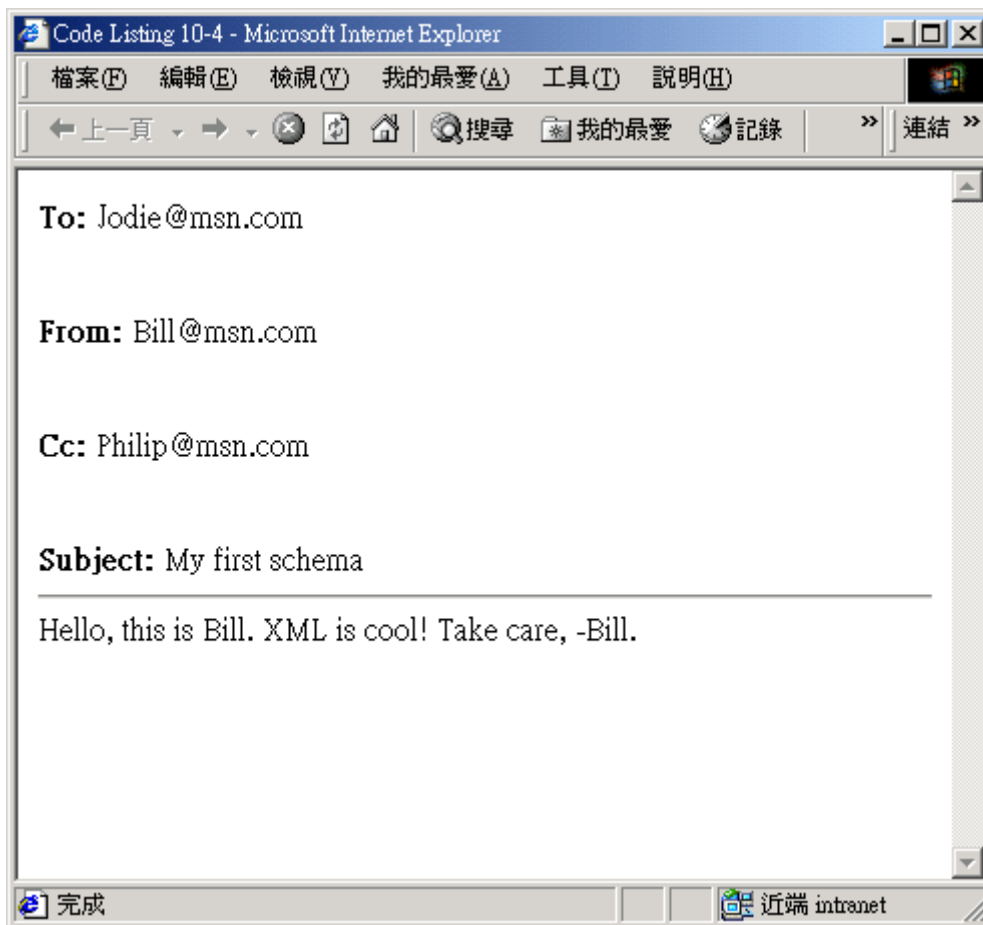 Code Listing 10-4 - Microsoft Internet Explorer
檔案(F) 編輯(E) 檢視(V) 我的最愛(A) 工具(T) 說明(H)
上一頁 搜尋 我的最愛 記錄 » 連結 »
To: Jodie@msn.com
From: Bill@msn.com
Cc: Philip@msn.com
Subject: My first schema
Hello, this is Bill. XML is cool! Take care, -Bill.
完成 近端 intranet